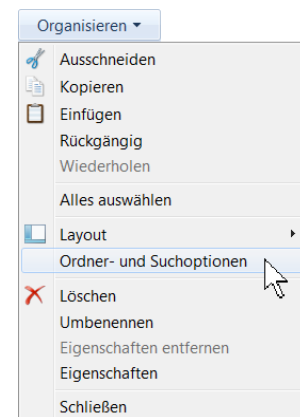 Organisieren
Ausschneiden
Kopieren
Einfügen
Rückgängig
Wiederholen
Alles auswählen
Layout
Ordner- und Suchoptionen
Löschen
Umbenennen
Eigenschaften entfernen
Eigenschaften
Schließen